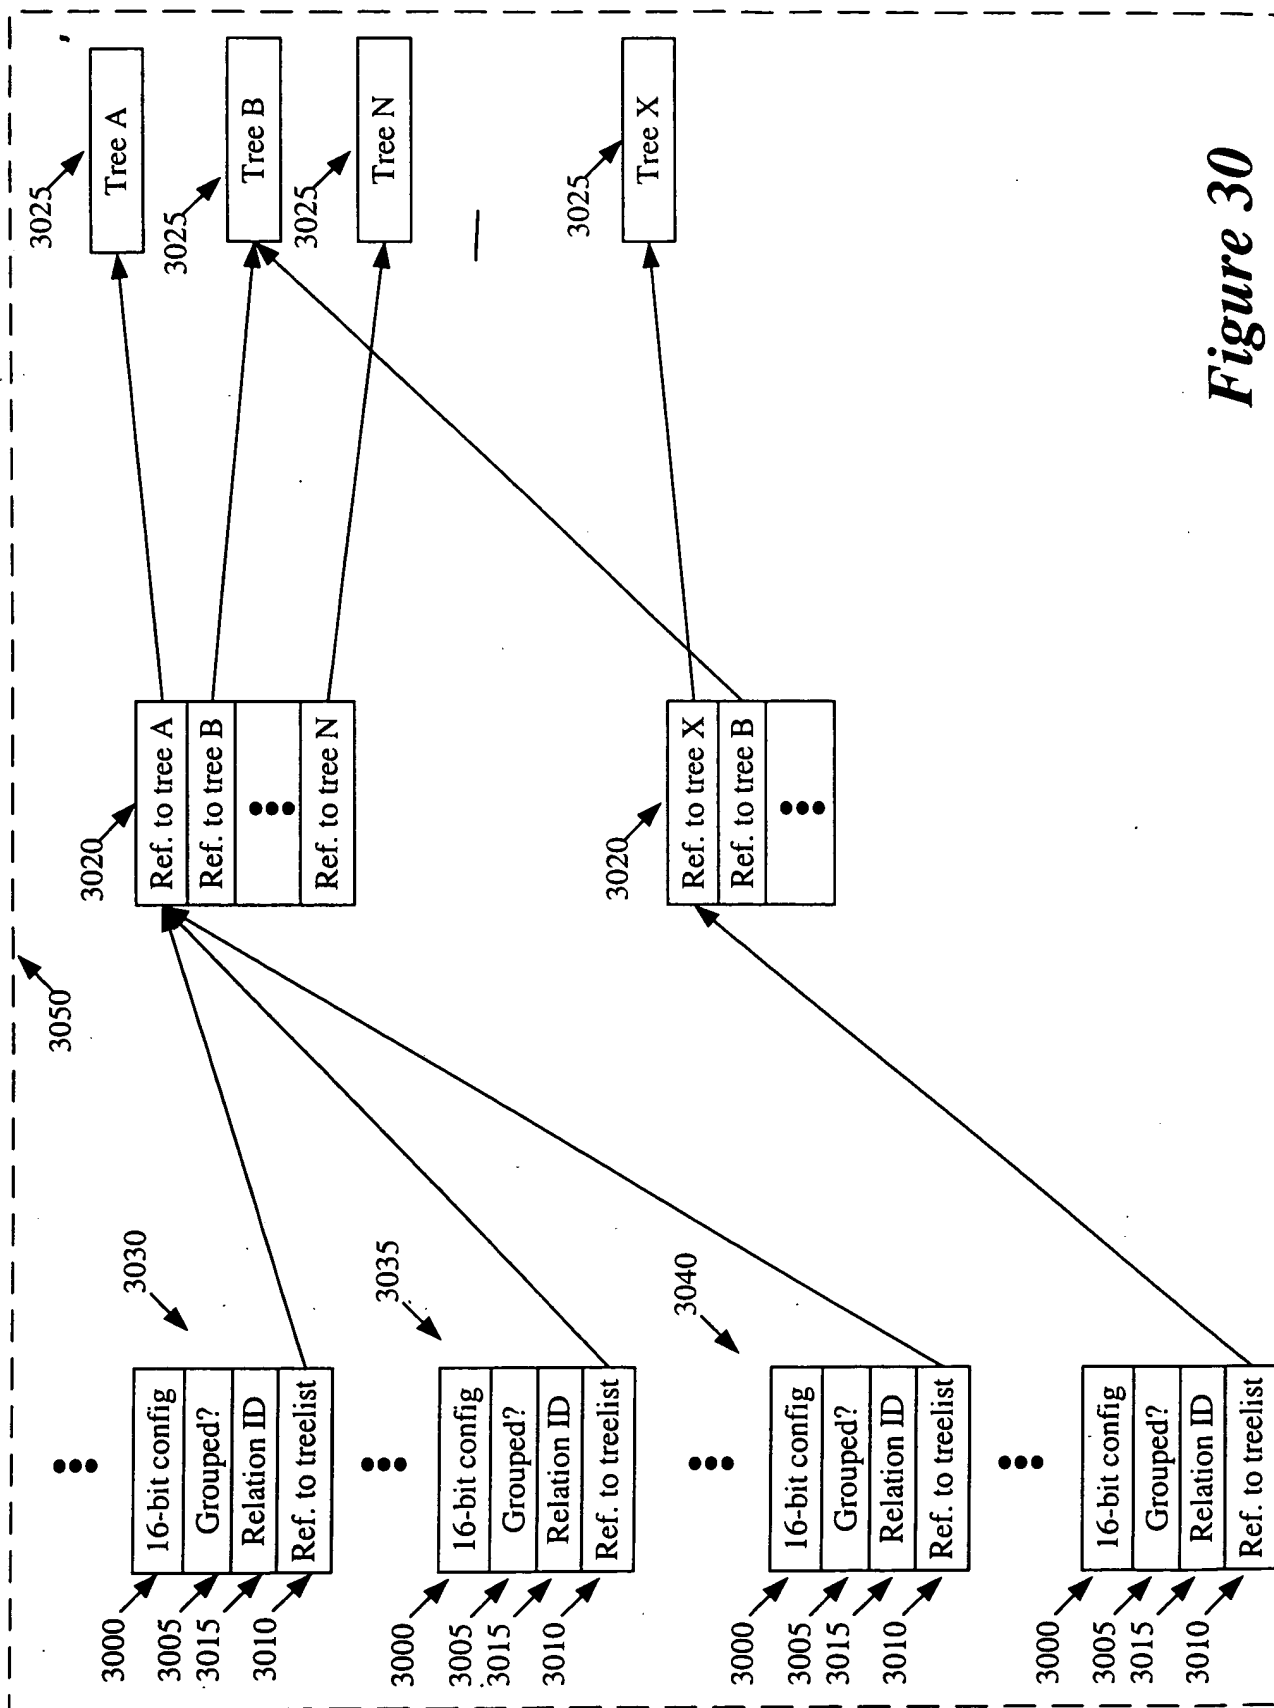 3050
3000
3005
3015
3010
16-bit config
Grouped?
Relation ID
Ref. to treelist
3030
3000
3005
3015
3010
16-bit config
Grouped?
Relation ID
Ref. to treelist
3035
3000
3005
3015
3010
16-bit config
Grouped?
Relation ID
Ref. to treelist
3040
3000
3005
3015
3010
16-bit config
Grouped?
Relation ID
Ref. to treelist
3020
Ref. to tree A
Ref. to tree B
Ref. to tree N
3020
Ref. to tree X
Ref. to tree B
3025
Tree A
3025
Tree B
3025
Tree N
3025
Tree X
Figure 30